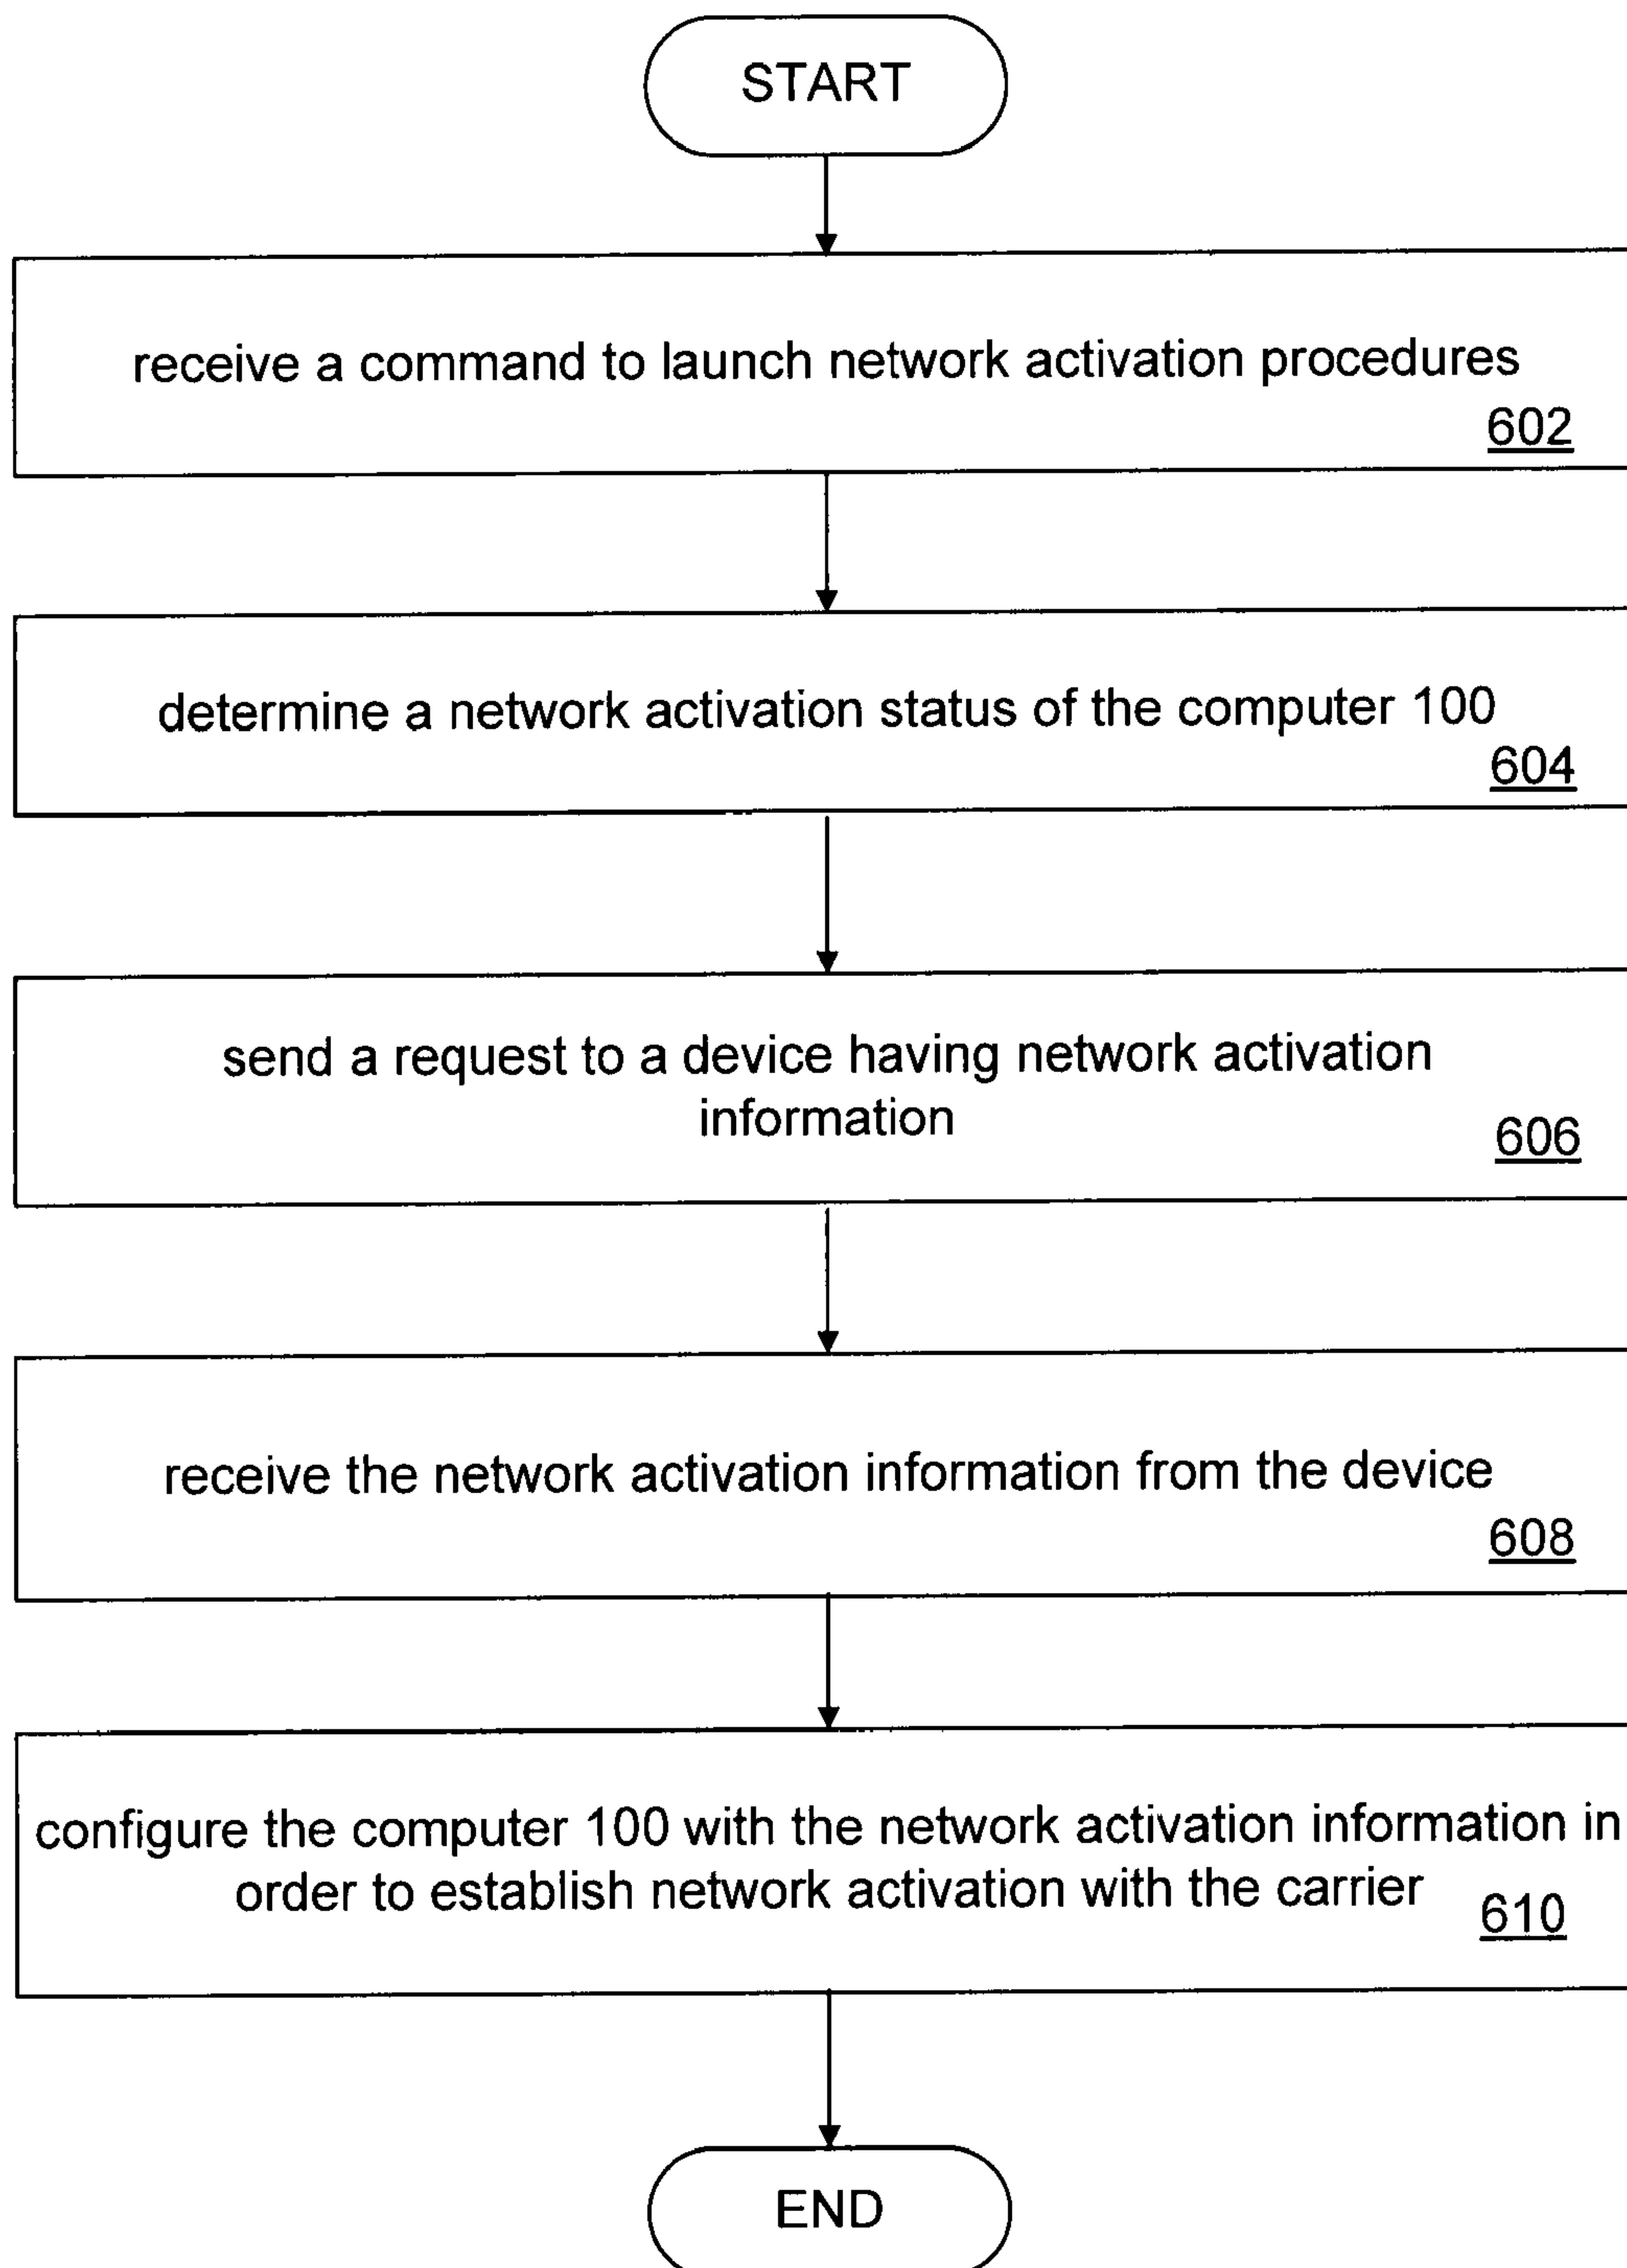 START
receive a command to launch network activation procedures
602
determine a network activation status of the computer 100
604
send a request to a device having network activation
information
606
receive the network activation information from the device
608
configure the computer 100 with the network activation information in
order to establish network activation with the carrier
610
END